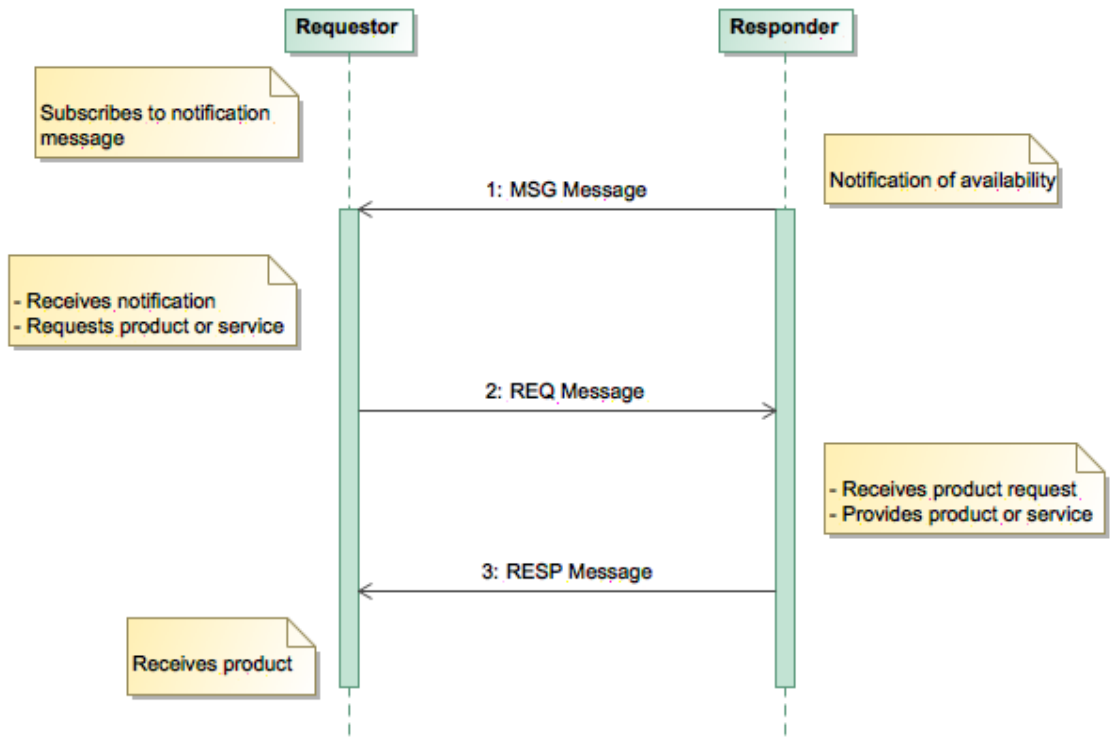 Requestor
Responder
Subscribes to notification
message
Notification of availability
1: MSG Message
- Receives notification
- Requests product or service
2: REQ Message
- Receives product request
- Provides product or service
3: RESP Message
Receives product